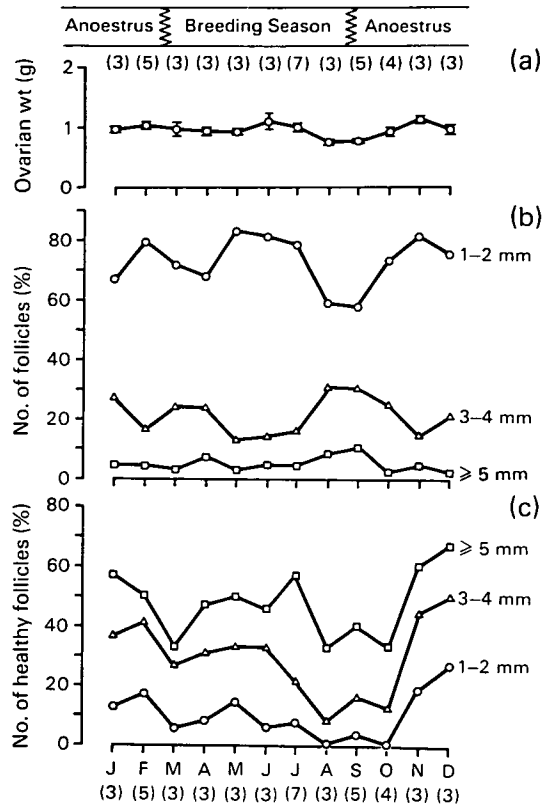 Anoestrus Breeding Season Anoestrus
(3) (5) (3) (3) (3) (3) (7) (3) (5) (4) (3) (3)
(a)
Ovarian wt (g)
2
1
0
(b)
No. of follicles (%)
80
60
40
20
0
1–2 mm
3–4 mm
⩾ 5 mm
(c)
No. of healthy follicles (%)
80
60
40
20
0
⩾ 5 mm
3–4 mm
1–2 mm
J F M A M J J A S O N D
(3) (5) (3) (3) (3) (3) (7) (3) (5) (4) (3) (3)